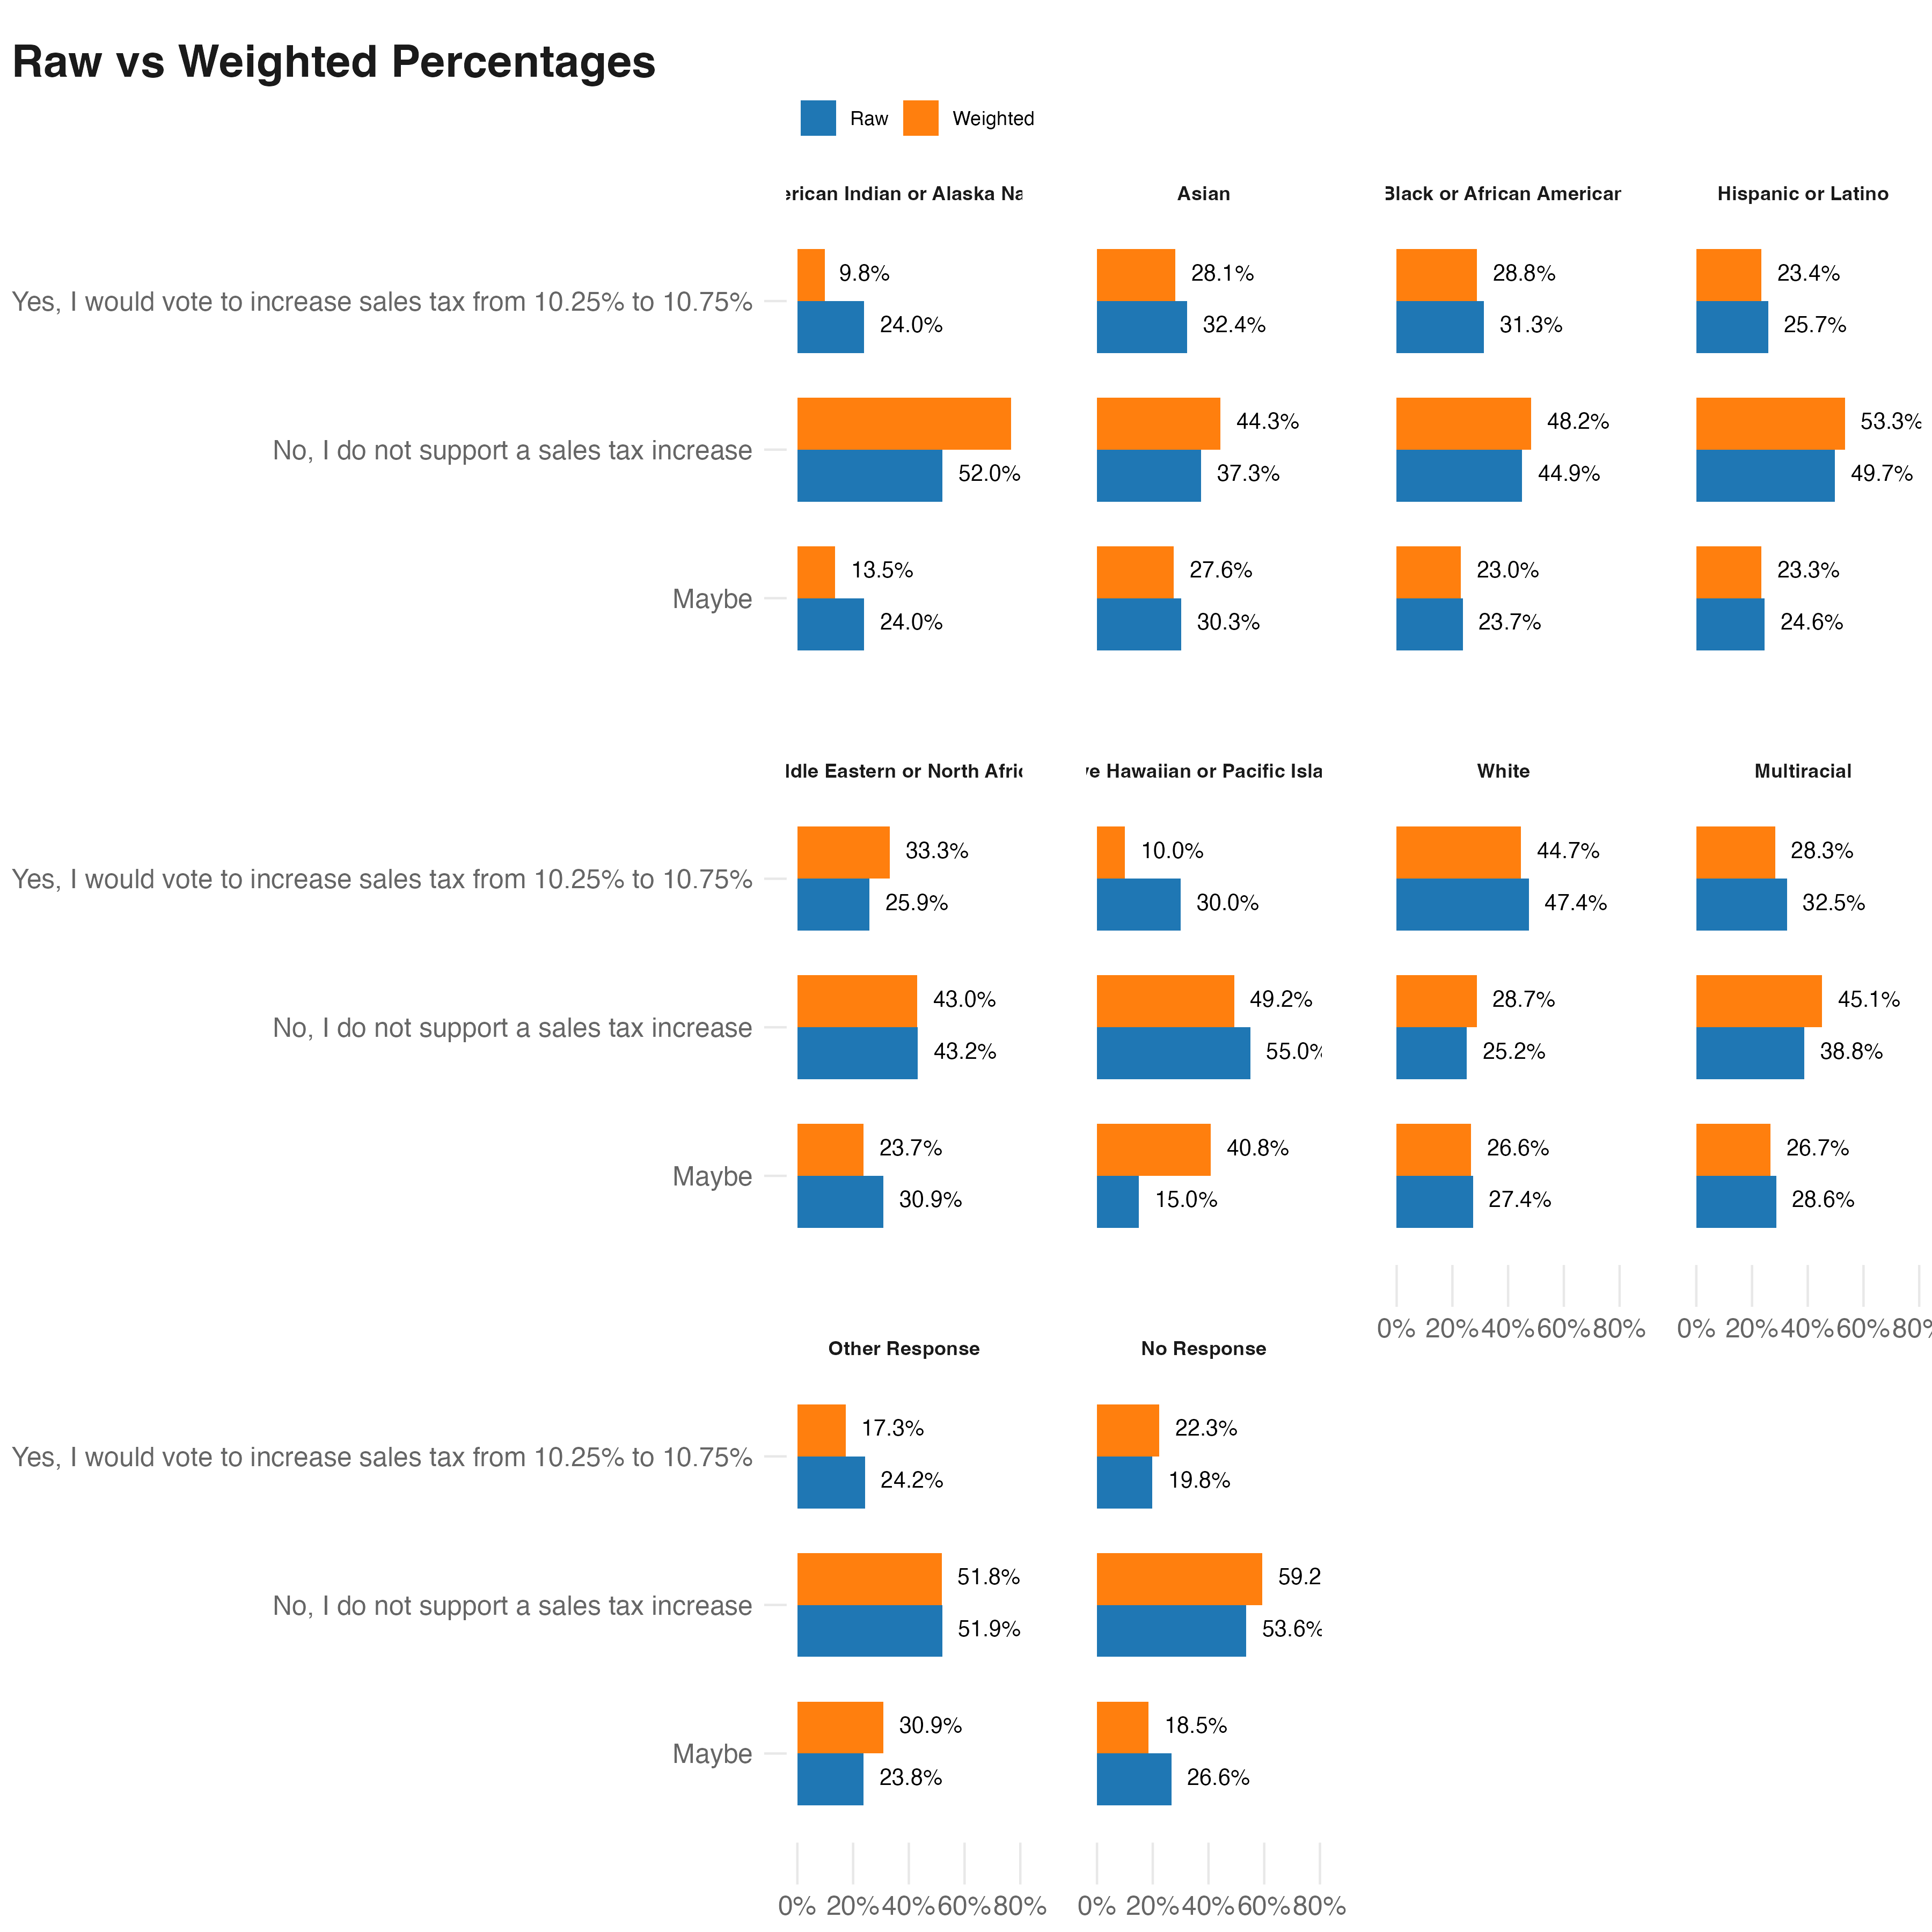 Raw vs Weighted Percentages
Raw Weighted
erican Indian or Alaska Na Asian Black or African American Hispanic or Latino
Yes, I would vote to increase sales tax from 10.25% to 10.75%
9.8% 28.1% 28.8% 23.4%
24.0% 32.4% 31.3% 25.7%
No, I do not support a sales tax increase
44.3% 48.2% 53.3%
52.0% 37.3% 44.9% 49.7%
Maybe
13.5% 27.6% 23.0% 23.3%
24.0% 30.3% 23.7% 24.6%
ddle Eastern or North Afric ve Hawaiian or Pacific Isla White Multiracial
Yes, I would vote to increase sales tax from 10.25% to 10.75%
33.3% 10.0% 44.7% 28.3%
25.9% 30.0% 47.4% 32.5%
No, I do not support a sales tax increase
43.0% 49.2% 28.7% 45.1%
43.2% 55.0% 25.2% 38.8%
Maybe
23.7% 40.8% 26.6% 26.7%
30.9% 15.0% 27.4% 28.6%
0% 20% 40% 60% 80% 0% 20% 40% 60% 80%
Other Response No Response
Yes, I would vote to increase sales tax from 10.25% to 10.75%
17.3% 22.3%
24.2% 19.8%
No, I do not support a sales tax increase
51.8% 59.2
51.9% 53.6%
Maybe
30.9% 18.5%
23.8% 26.6%
0% 20% 40% 60% 80% 0% 20% 40% 60% 80%